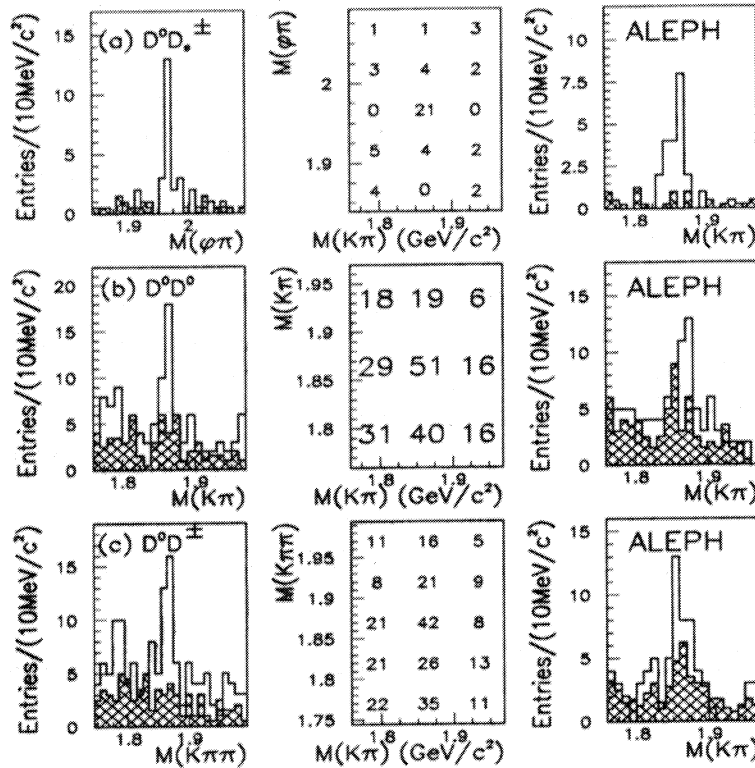 Entries/(10MeV/c²)
15
10
5
0
(a) D⁰Dₛ±
1.9
2
M(φπ)
M(φπ)
2
1.9
1 1 3
3 4 2
0 21 0
5 4 2
4 0 2
1.8
1.9
M(Kπ) (GeV/c²)
Entries/(10MeV/c²)
10
7.5
5
2.5
0
ALEPH
1.8
1.9
M(Kπ)
Entries/(10MeV/c²)
20
15
10
5
0
(b) D⁰D⁰
1.8
1.9
M(Kπ)
M(Kπ)
1.95
1.9
1.85
1.8
18 19 6
29 51 16
31 40 16
1.8
1.9
M(Kπ) (GeV/c²)
Entries/(10MeV/c²)
15
10
5
0
ALEPH
1.8
1.9
M(Kπ)
Entries/(10MeV/c²)
15
10
5
0
(c) D⁰D±
1.8
1.9
M(Kππ)
M(Kππ)
1.95
1.9
1.85
1.8
1.75
11 16 5
8 21 9
21 42 8
21 26 13
22 35 11
1.8
1.9
M(Kπ) (GeV/c²)
Entries/(10MeV/c²)
15
10
5
0
ALEPH
1.8
1.9
M(Kπ)